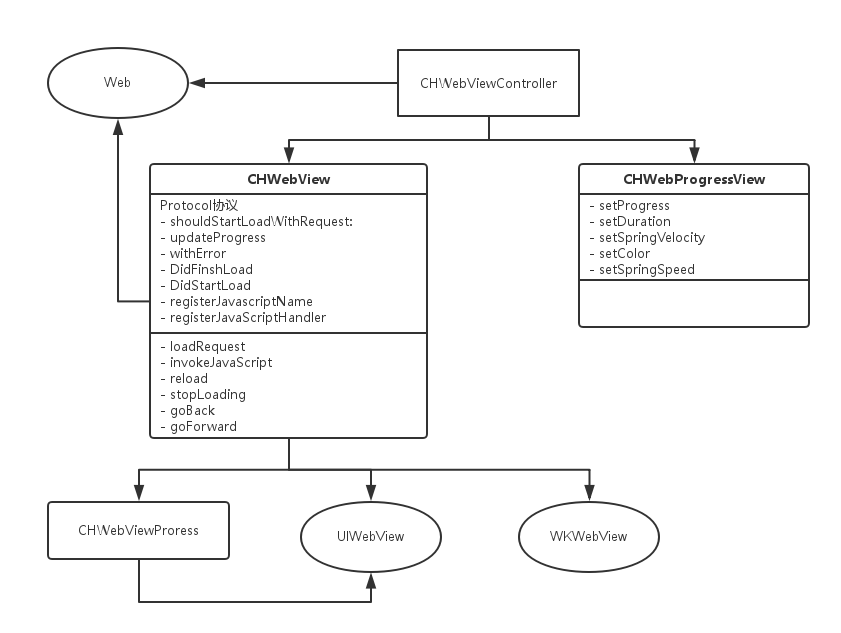 Web
CHWebViewController
CHWebView
Protocol协议
- shouldStartLoadWithRequest:
- updateProgress
- withError
- DidFinshLoad
- DidStartLoad
- registerJavascriptName
- registerJavaScriptHandler
- loadRequest
- invokeJavaScript
- reload
- stopLoading
- goBack
- goForward
CHWebProgressView
- setProgress
- setDuration
- setSpringVelocity
- setColor
- setSpringSpeed
CHWebViewProress
UIWebView
WKWebView